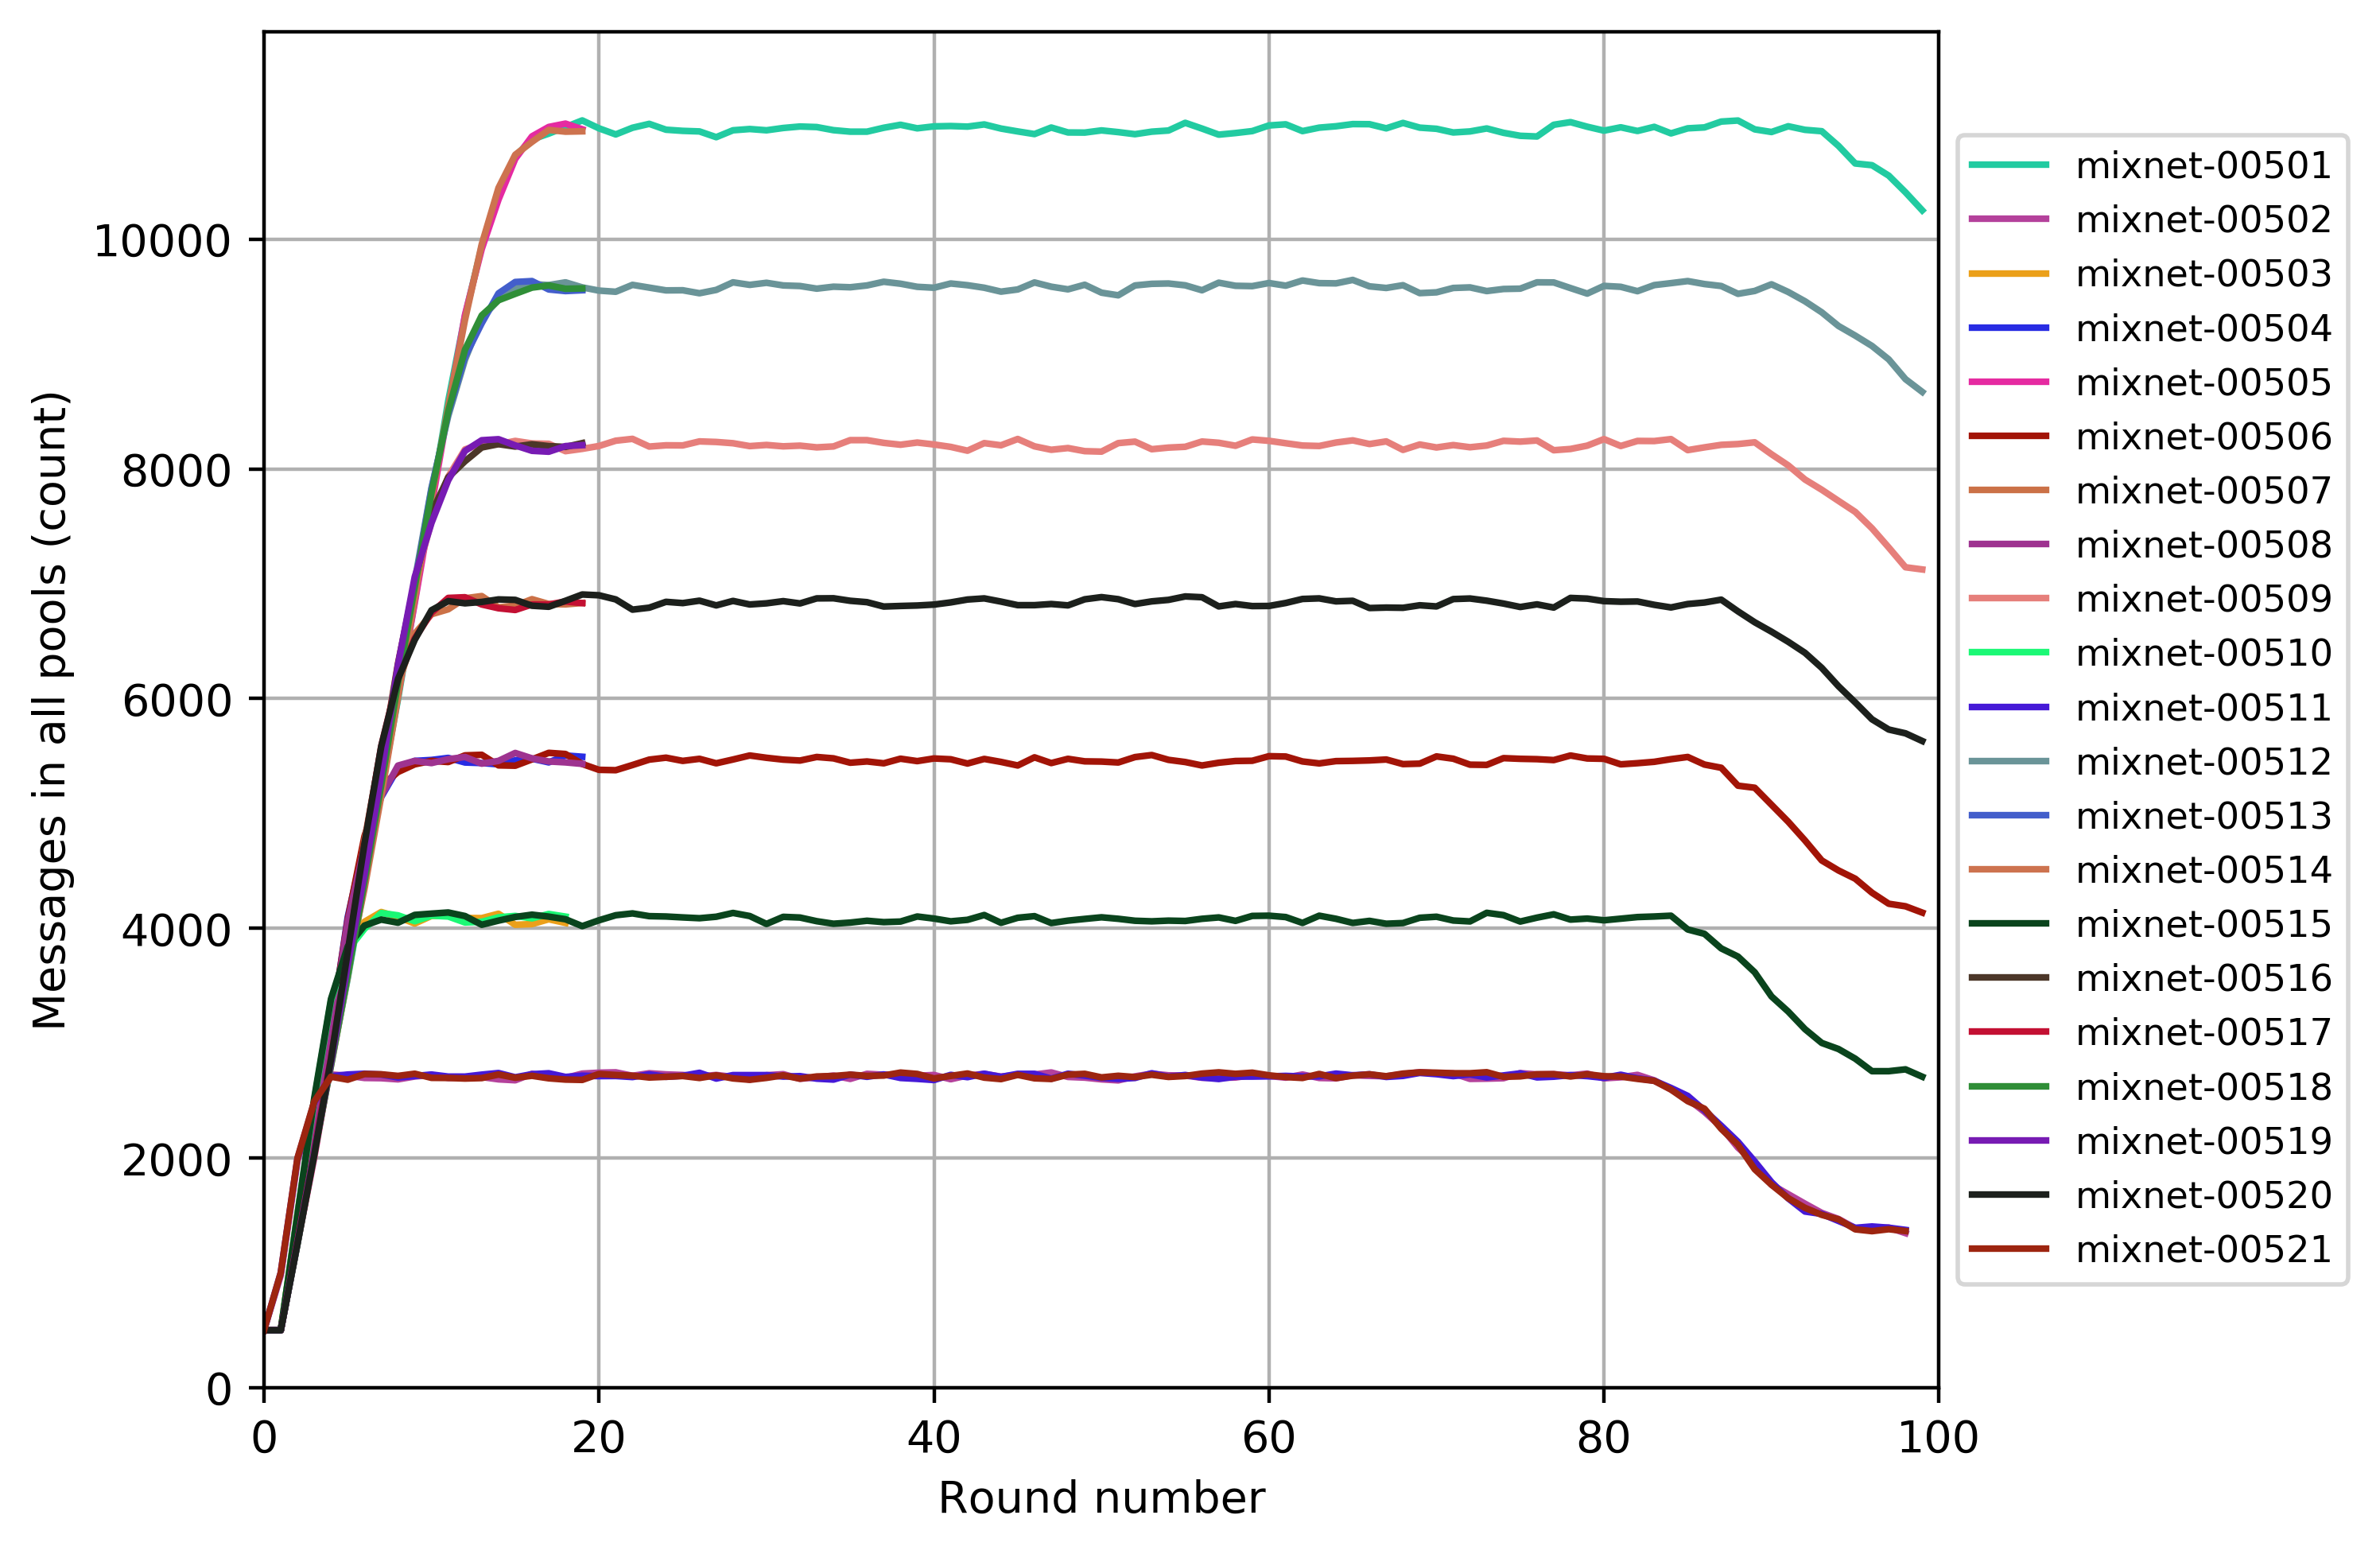 Messages in all pools (count)
10000
8000
6000
4000
2000
0
0 20 40 60 80 100
Round number
mixnet-00501
mixnet-00502
mixnet-00503
mixnet-00504
mixnet-00505
mixnet-00506
mixnet-00507
mixnet-00508
mixnet-00509
mixnet-00510
mixnet-00511
mixnet-00512
mixnet-00513
mixnet-00514
mixnet-00515
mixnet-00516
mixnet-00517
mixnet-00518
mixnet-00519
mixnet-00520
mixnet-00521